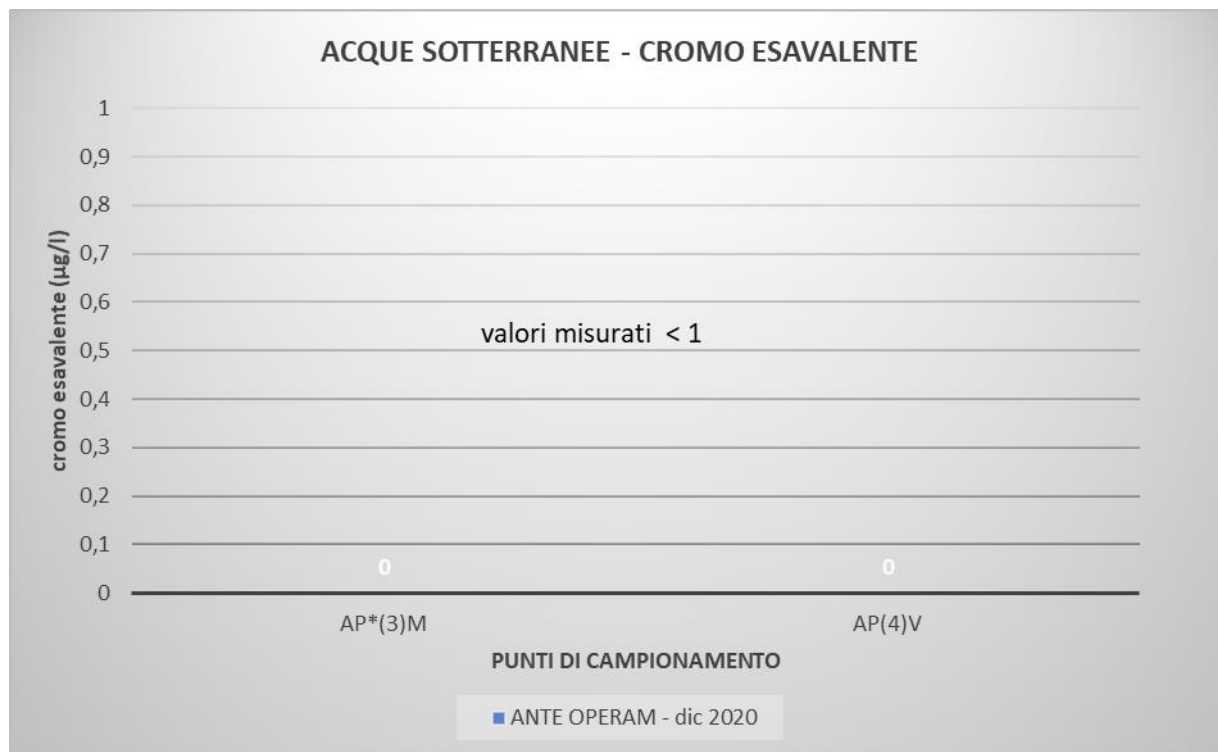 ACQUE SOTTERRANEE - CROMO ESAVALENTE
cromo esavalente (µg/l)
1
0,9
0,8
0,7
0,6
0,5
0,4
0,3
0,2
0,1
0
valori misurati < 1
0 0
AP*(3)M AP(4)V
PUNTI DI CAMPIONAMENTO
ANTE OPERAM - dic 2020